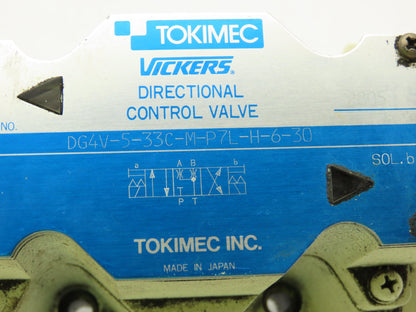 TOKIMEC
VICKERS®
DIRECTIONAL
CONTROL VALVE
NO.
DG4V-5-33C-M-P7L-H-6-30
SOL.b
a A B b
T
P T
TOKIMEC INC.
MADE IN JAPAN